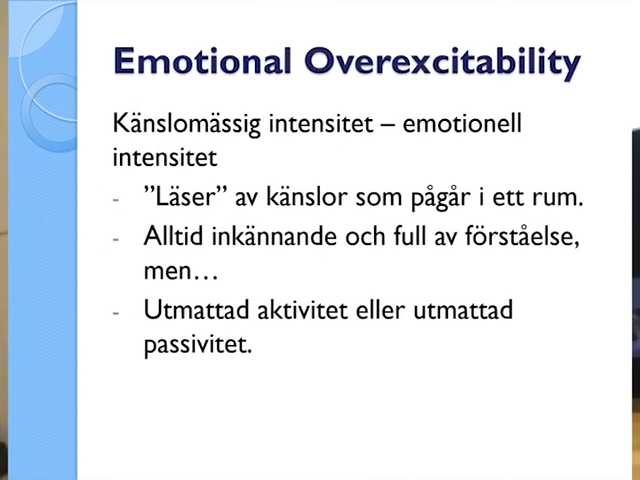 Emotional Overexcitability
Känslomässig intensitet – emotionell
intensitet
- ”Läser” av känslor som pågår i ett rum.
- Alltid inkännande och full av förståelse,
men…
- Utmattad aktivitet eller utmattad
passivitet.